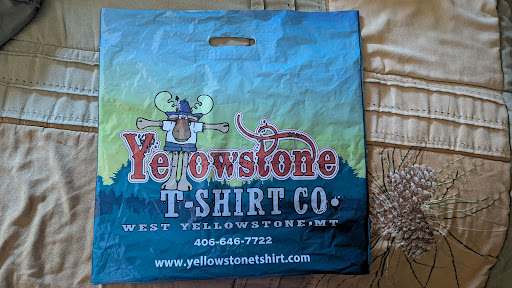 Yellowstone
T-SHIRT CO.
WEST YELLOWSTONE•MT
406-646-7722
www.yellowstonetshirt.com